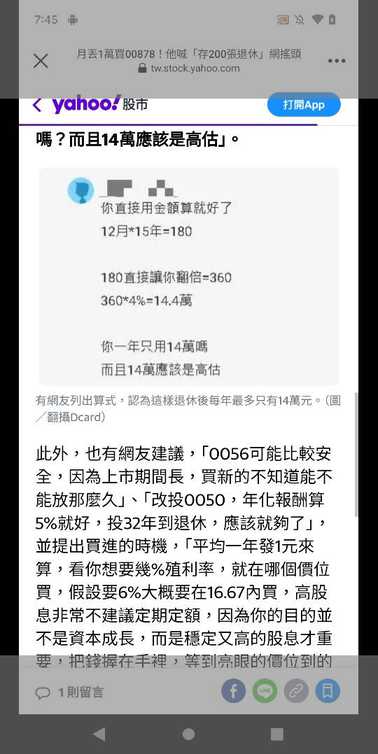 7:45
月丟1萬買00878！他喊「存200張退休」網搖頭
tw.stock.yahoo.com
yahoo!股市
打開App
嗎？而且14萬應該是高估」。
你直接用金額算就好了
12月*15年=180
180直接讓你翻倍=360
360*4%=14.4萬
你一年只用14萬嗎
而且14萬應該是高估
有網友列出算式，認為這樣退休後每年最多只有14萬元。（圖
／翻攝Dcard）
此外，也有網友建議，「0056可能比較安
全，因為上市期間長，買新的不知道能不
能放那麼久」、「改投0050，年化報酬算
5%就好，投32年到退休，應該就夠了」，
並提出買進的時機，「平均一年發1元來
算，看你想要幾%殖利率，就在哪個價位
買，假設要6%大概要在16.67內買，高股
息非常不建議定期定額，因為你的目的並
不是資本成長，而是穩定又高的股息才重
要，把錢握在手裡，等到亮眼的價位到的
1則留言